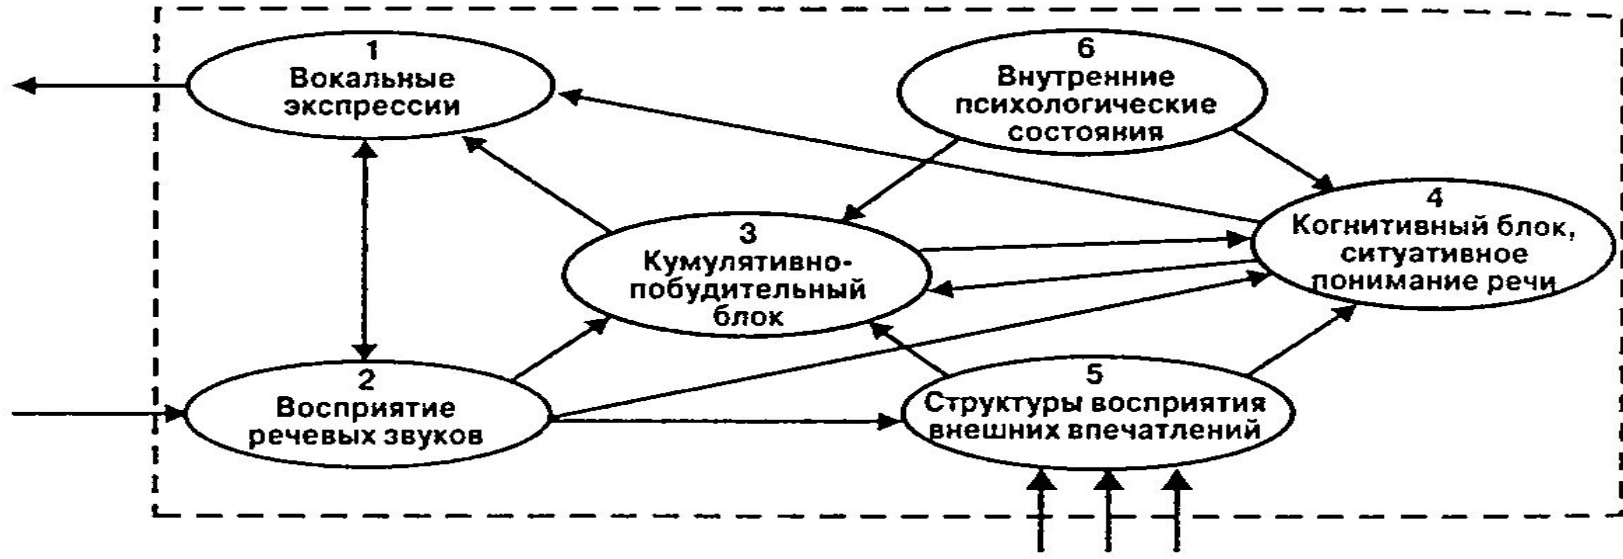 1
Вокальные
экспрессии
6
Внутренние
психологические
состояния
4
Когнитивный блок,
ситуативное
понимание речи
3
Кумулятивно-
побудительный
блок
2
Восприятие
речевых звуков
5
Структуры восприятия
внешних впечатлений